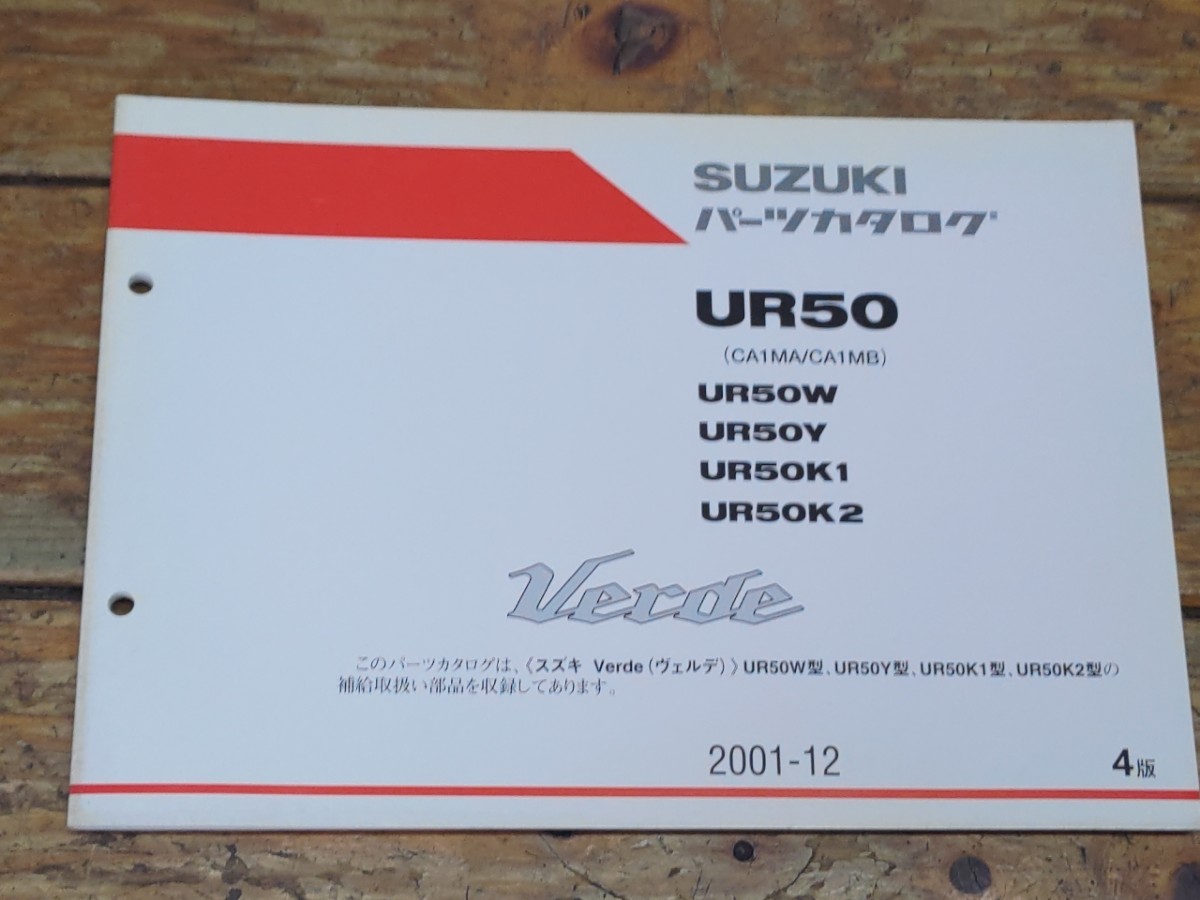 SUZUKI
パーツカタログ
UR50
(CA1MA/CA1MB)
UR50W
UR50Y
UR50K1
UR50K2
Verde
このパーツカタログは、《スズキ Verde(ヴェルデ)》UR50W型、UR50Y型、UR50K1型、UR50K2型の
補給取扱い部品を収録してあります。
2001-12
4版